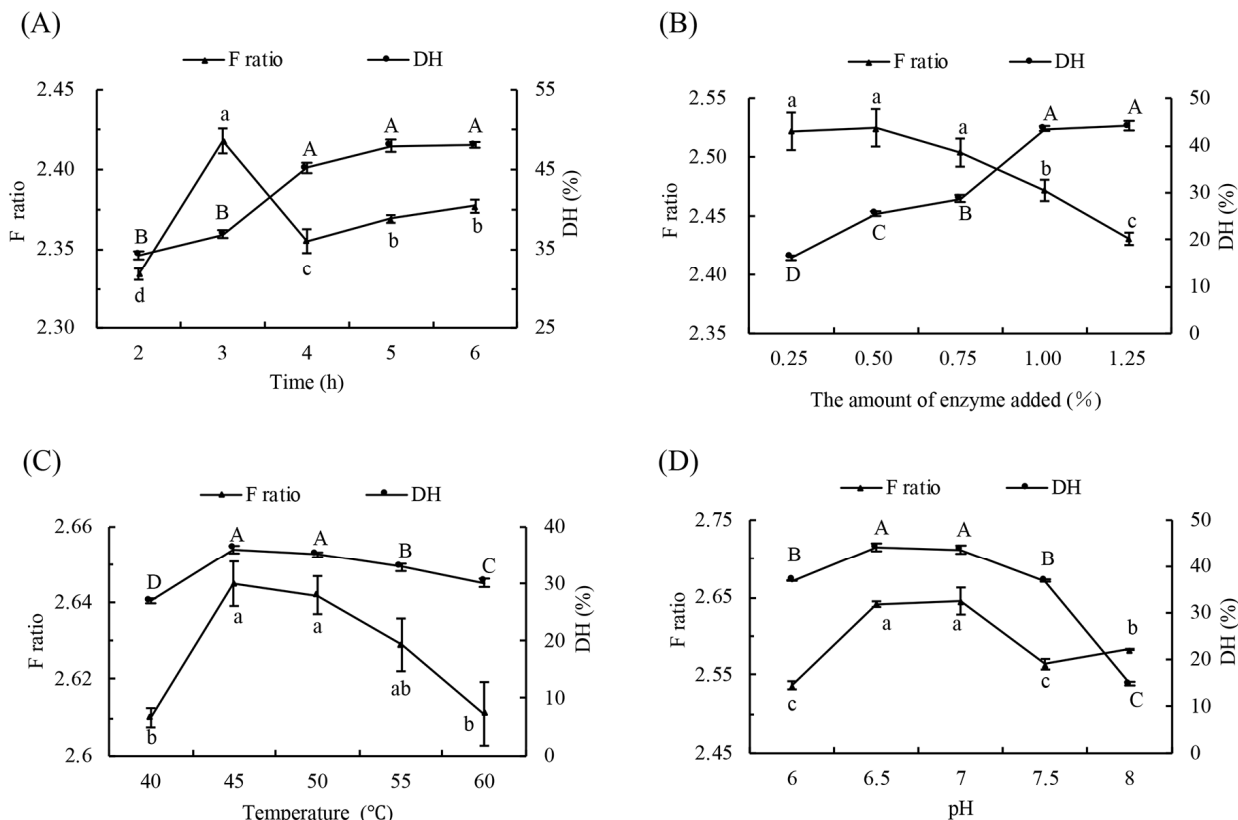 (A)
F ratio DH
2.45
2.40
2.35
2.30
F ratio
55
45
35
25
DH (%)
a
A
A
A
B
B
b
b
c
d
2 3 4 5 6
Time (h)
(B)
F ratio DH
2.55
2.50
2.45
2.40
2.35
F ratio
50
40
30
20
10
0
DH (%)
a
a
a
A
A
b
B
C
c
D
0.25 0.50 0.75 1.00 1.25
The amount of enzyme added (%)
(C)
F ratio DH
2.66
2.64
2.62
2.6
F ratio
40
30
20
10
0
DH (%)
D
A
A
B
C
a
a
ab
b
b
40 45 50 55 60
Temperature (℃)
(D)
F ratio DH
2.75
2.65
2.55
2.45
F ratio
50
40
30
20
10
0
DH (%)
B
A
A
B
b
a
a
c
c
C
6 6.5 7 7.5 8
pH